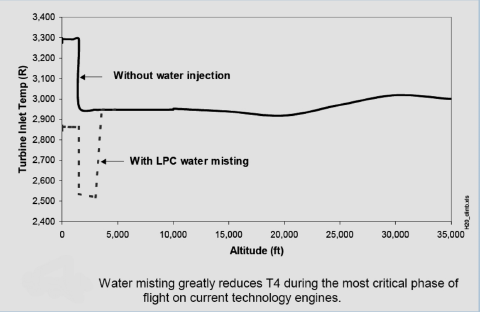 3,400
3,300
3,200
3,100
3,000
2,900
2,800
2,700
2,600
2,500
2,400
Turbine Inlet Temp (R)
Without water injection
With LPC water misting
0 5,000 10,000 15,000 20,000 25,000 30,000 35,000
Altitude (ft)
H20_climb.xls
Water misting greatly reduces T4 during the most critical phase of
flight on current technology engines.